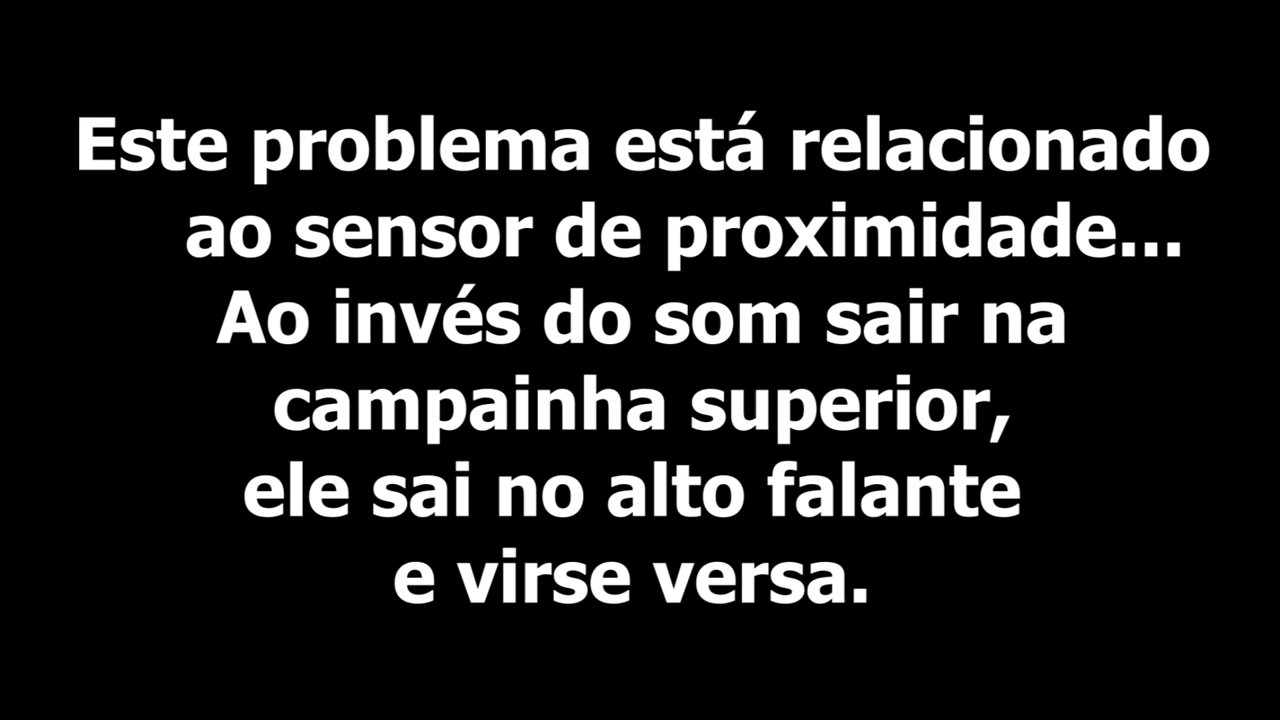 Este problema está relacionado
ao sensor de proximidade...
Ao invés do som sair na
campainha superior,
ele sai no alto falante
e virse versa.